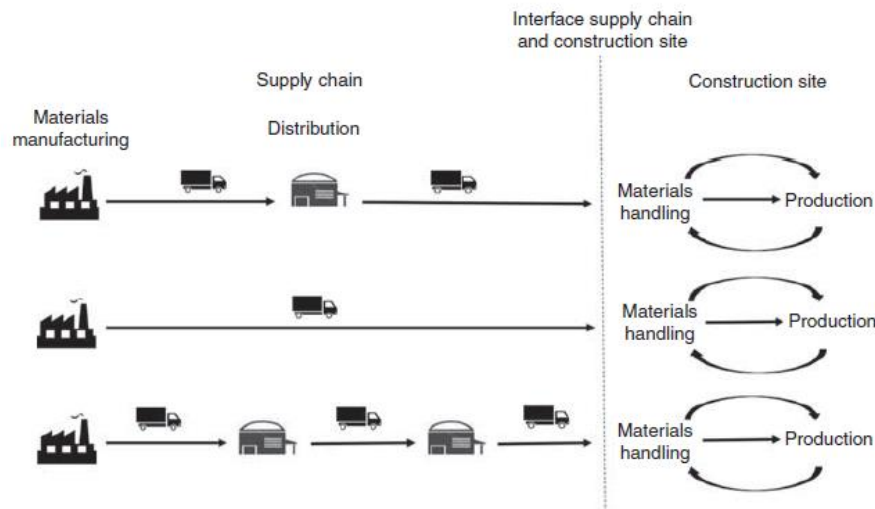 Interface supply chain
and construction site
Supply chain
Construction site
Materials
manufacturing
Distribution
Materials
handling
Production
Materials
handling
Production
Materials
handling
Production